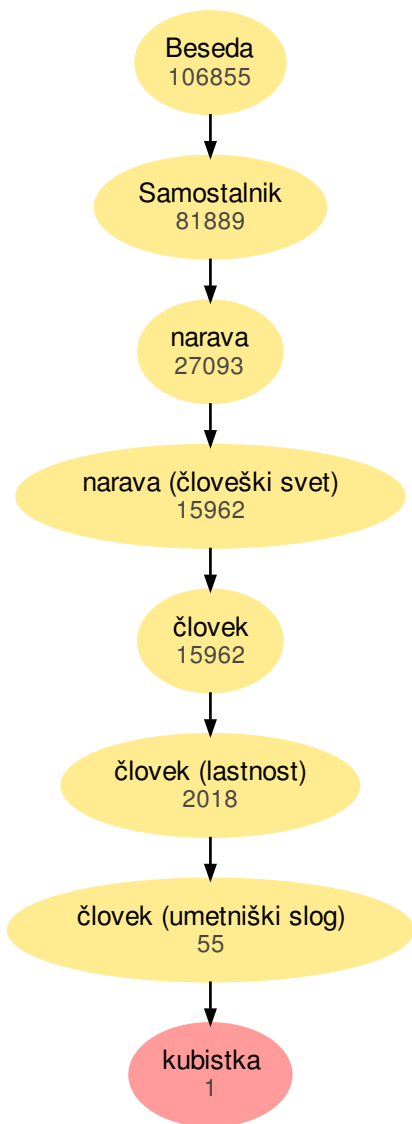 Beseda
106855
Samostalnik
81889
narava
27093
narava (človeški svet)
15962
človek
15962
človek (lastnost)
2018
človek (umetniški slog)
55
kubistka
1